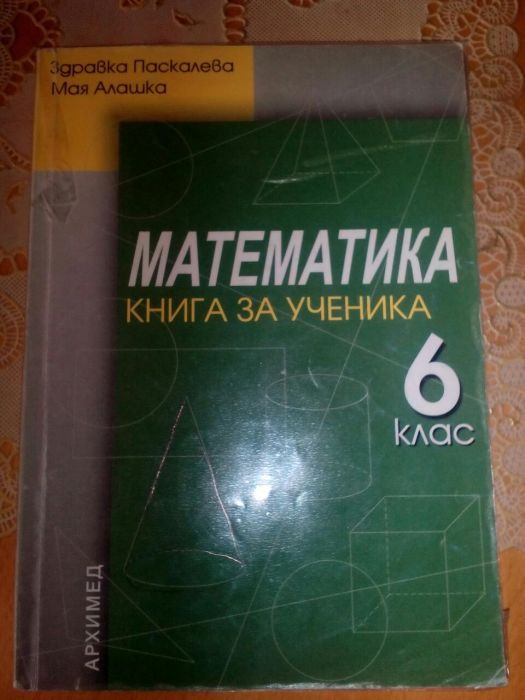 Здравка Паскалева
Мая Алашка
МАТЕМАТИКА
КНИГА ЗА УЧЕНИКА
6
клас
АРХИМЕД